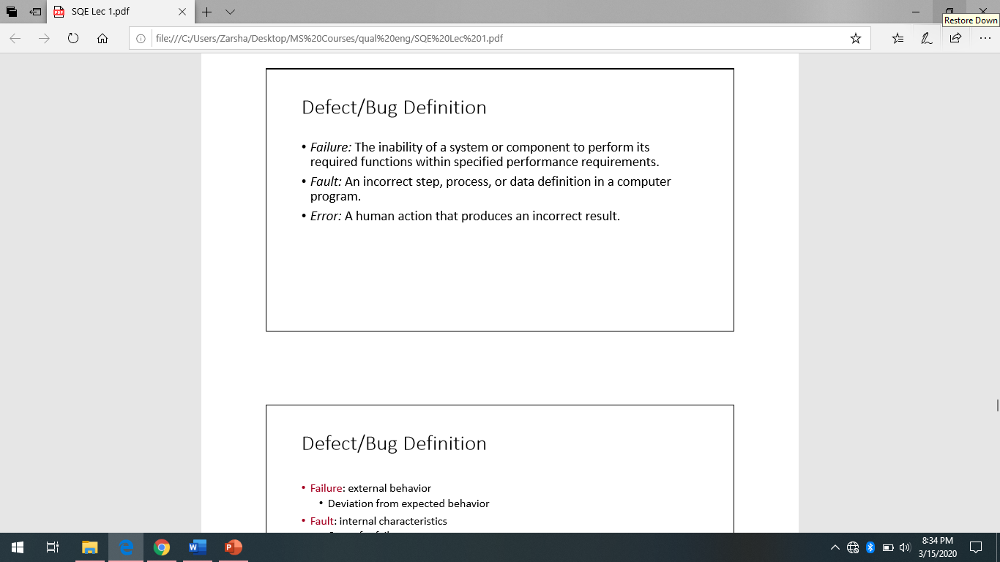 SQE Lec 1.pdf
Restore Down
file:///C:/Users/Zarsha/Desktop/MS%20Courses/qual%20eng/SQE%20Lec%201.pdf
Defect/Bug Definition
• Failure: The inability of a system or component to perform its
required functions within specified performance requirements.
• Fault: An incorrect step, process, or data definition in a computer
program.
• Error: A human action that produces an incorrect result.
Defect/Bug Definition
• Failure: external behavior
• Deviation from expected behavior
• Fault: internal characteristics
8:34 PM
3/15/2020